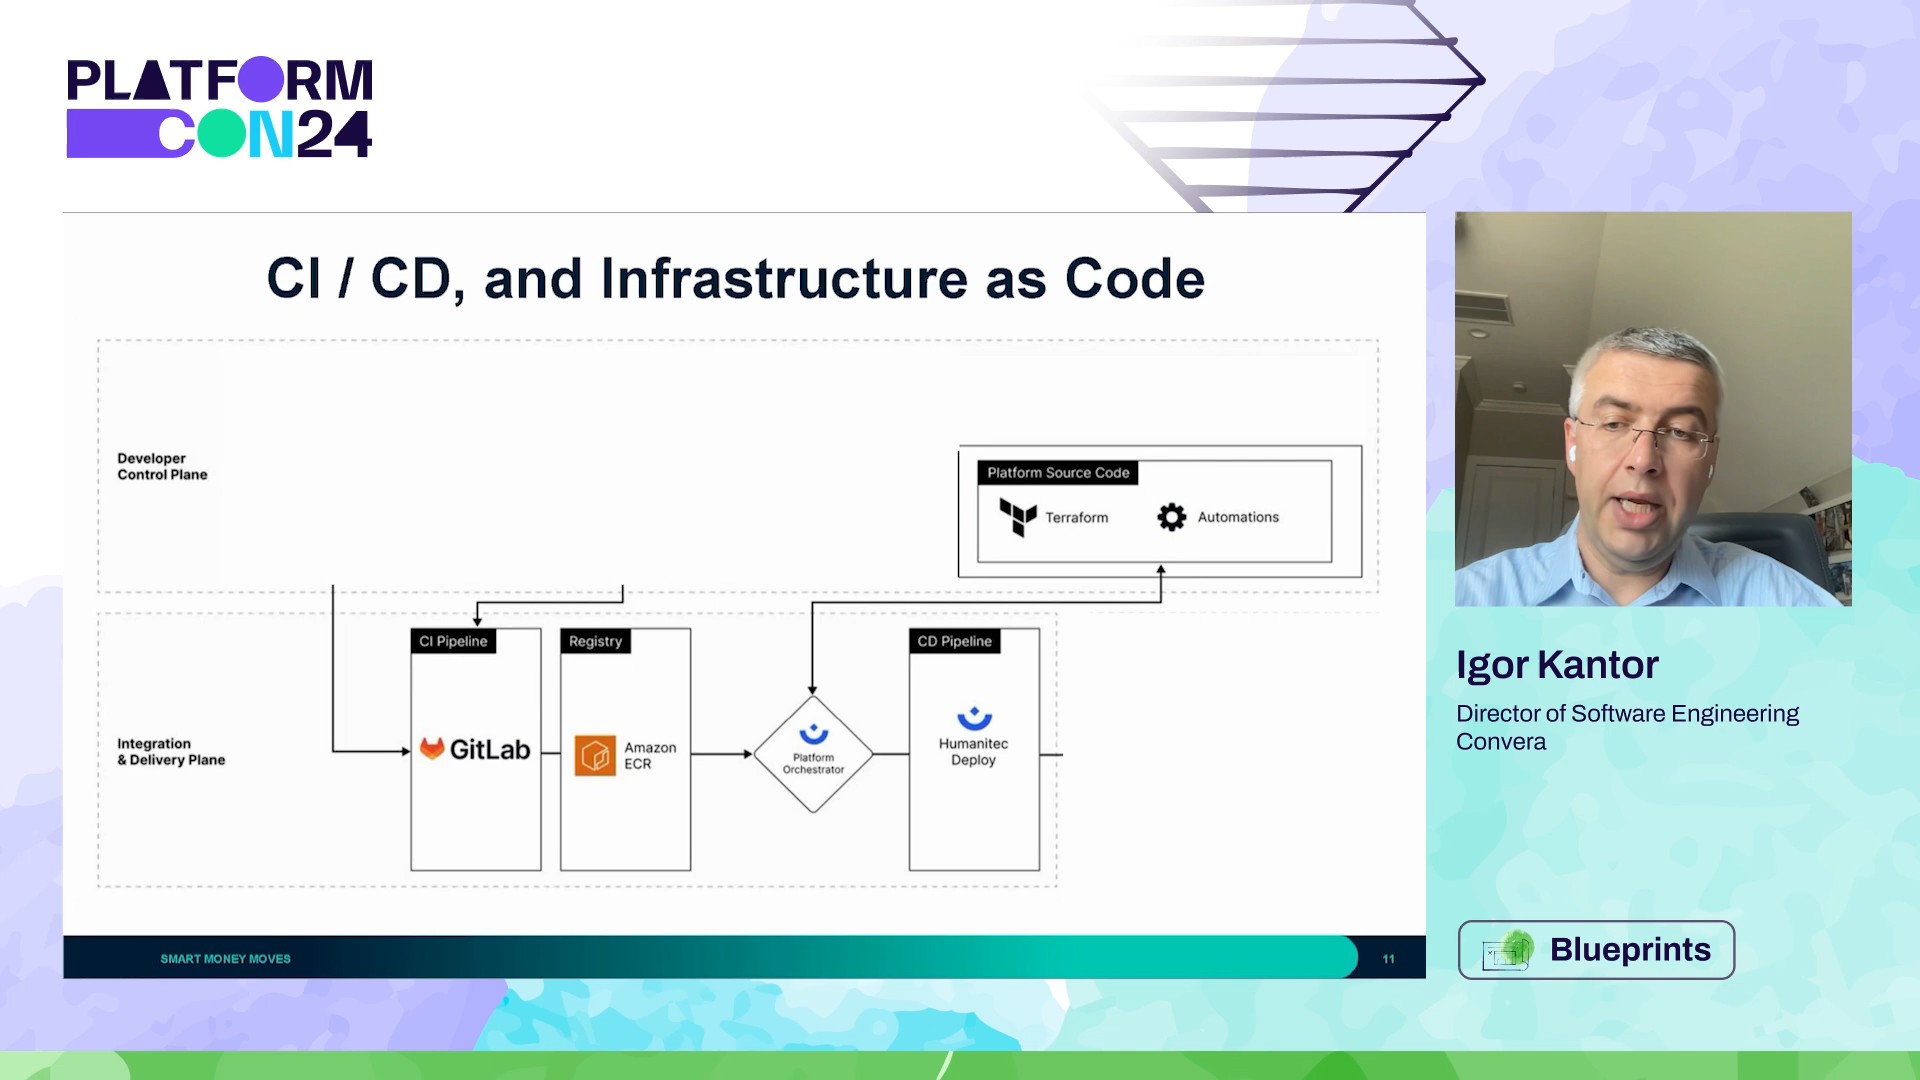 PLATFORM
CON24
CI / CD, and Infrastructure as Code
Developer
Control Plane
Platform Source Code
Terraform
Automations
CI Pipeline
Registry
CD Pipeline
GitLab
Amazon
ECR
Platform
Orchestrator
Humanitec
Deploy
Integration
& Delivery Plane
SMART MONEY MOVES
11
Igor Kantor
Director of Software Engineering
Convera
Blueprints